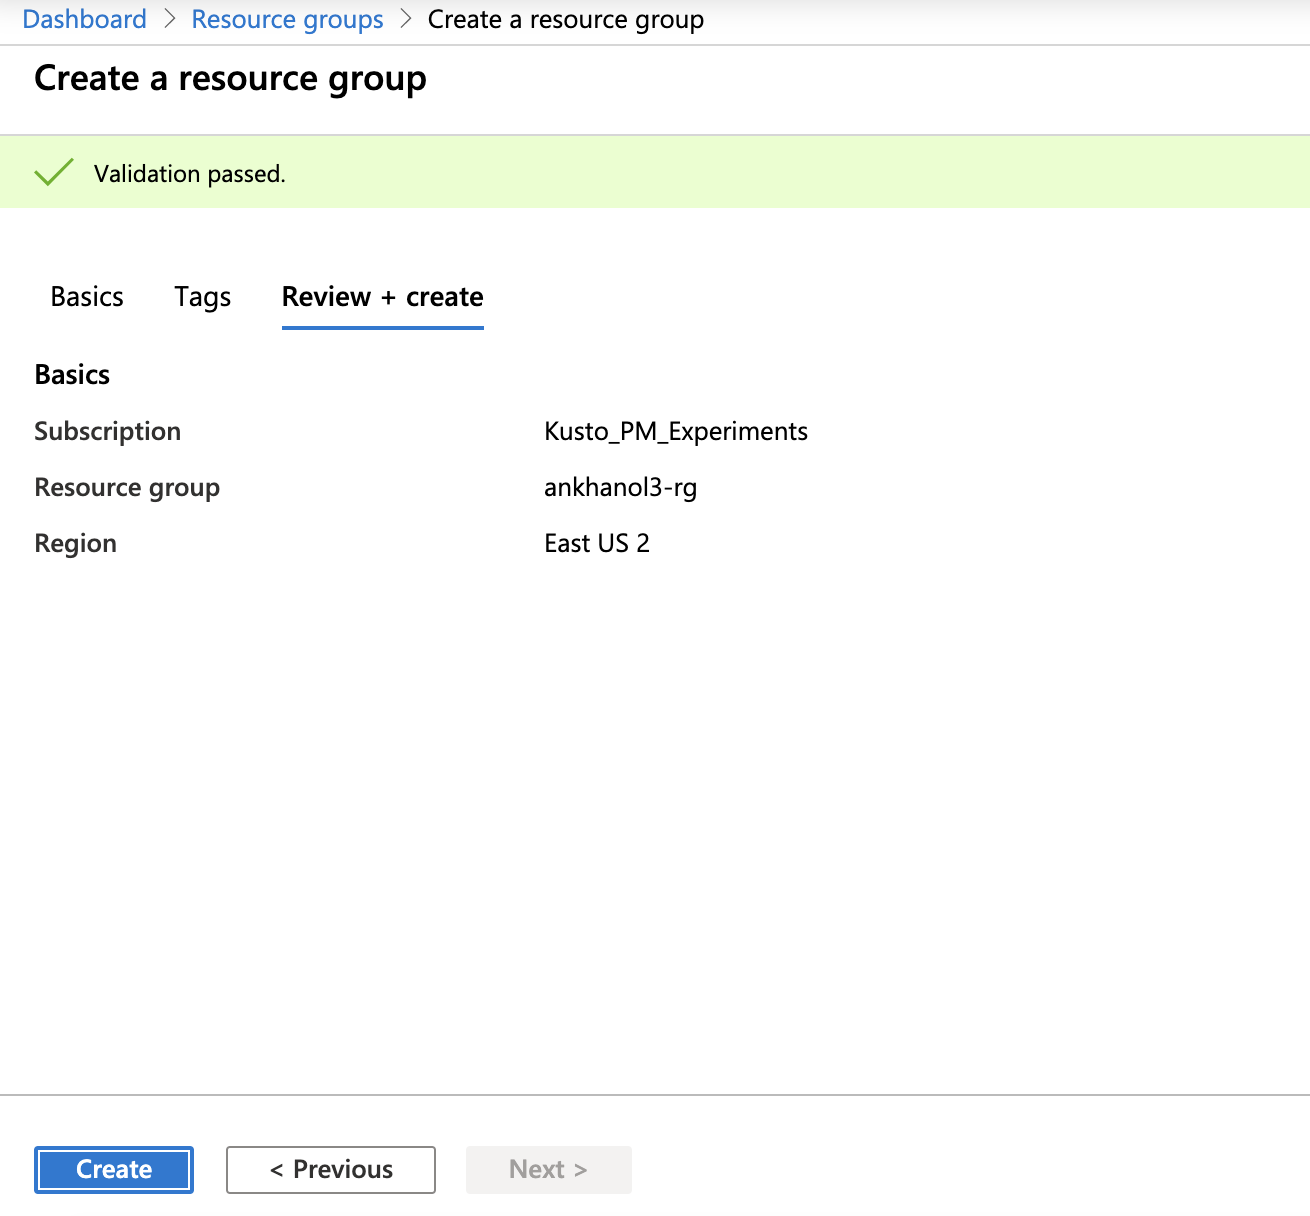 Dashboard > Resource groups > Create a resource group
Create a resource group
Validation passed.
Basics Tags Review + create
Basics
Subscription Kusto_PM_Experiments
Resource group ankhanol3-rg
Region East US 2
Create < Previous Next >